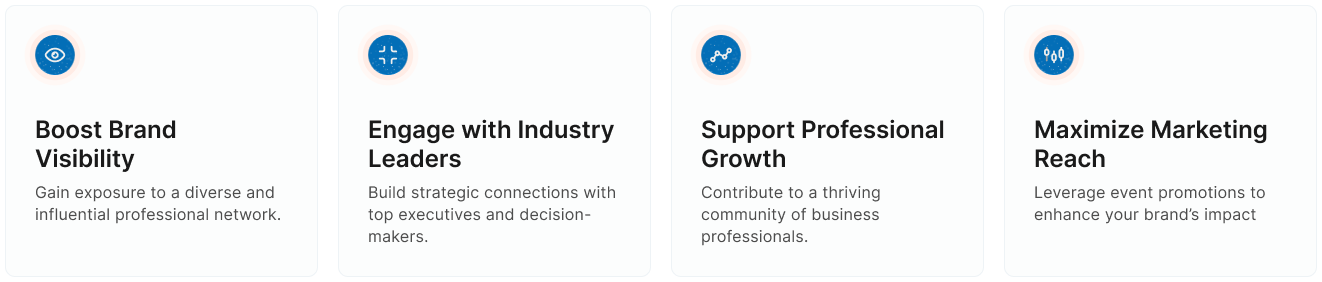 Boost Brand
Visibility
Gain exposure to a diverse and
influential professional network.
Engage with Industry
Leaders
Build strategic connections with
top executives and decision-
makers.
Support Professional
Growth
Contribute to a thriving
community of business
professionals.
Maximize Marketing
Reach
Leverage event promotions to
enhance your brand’s impact